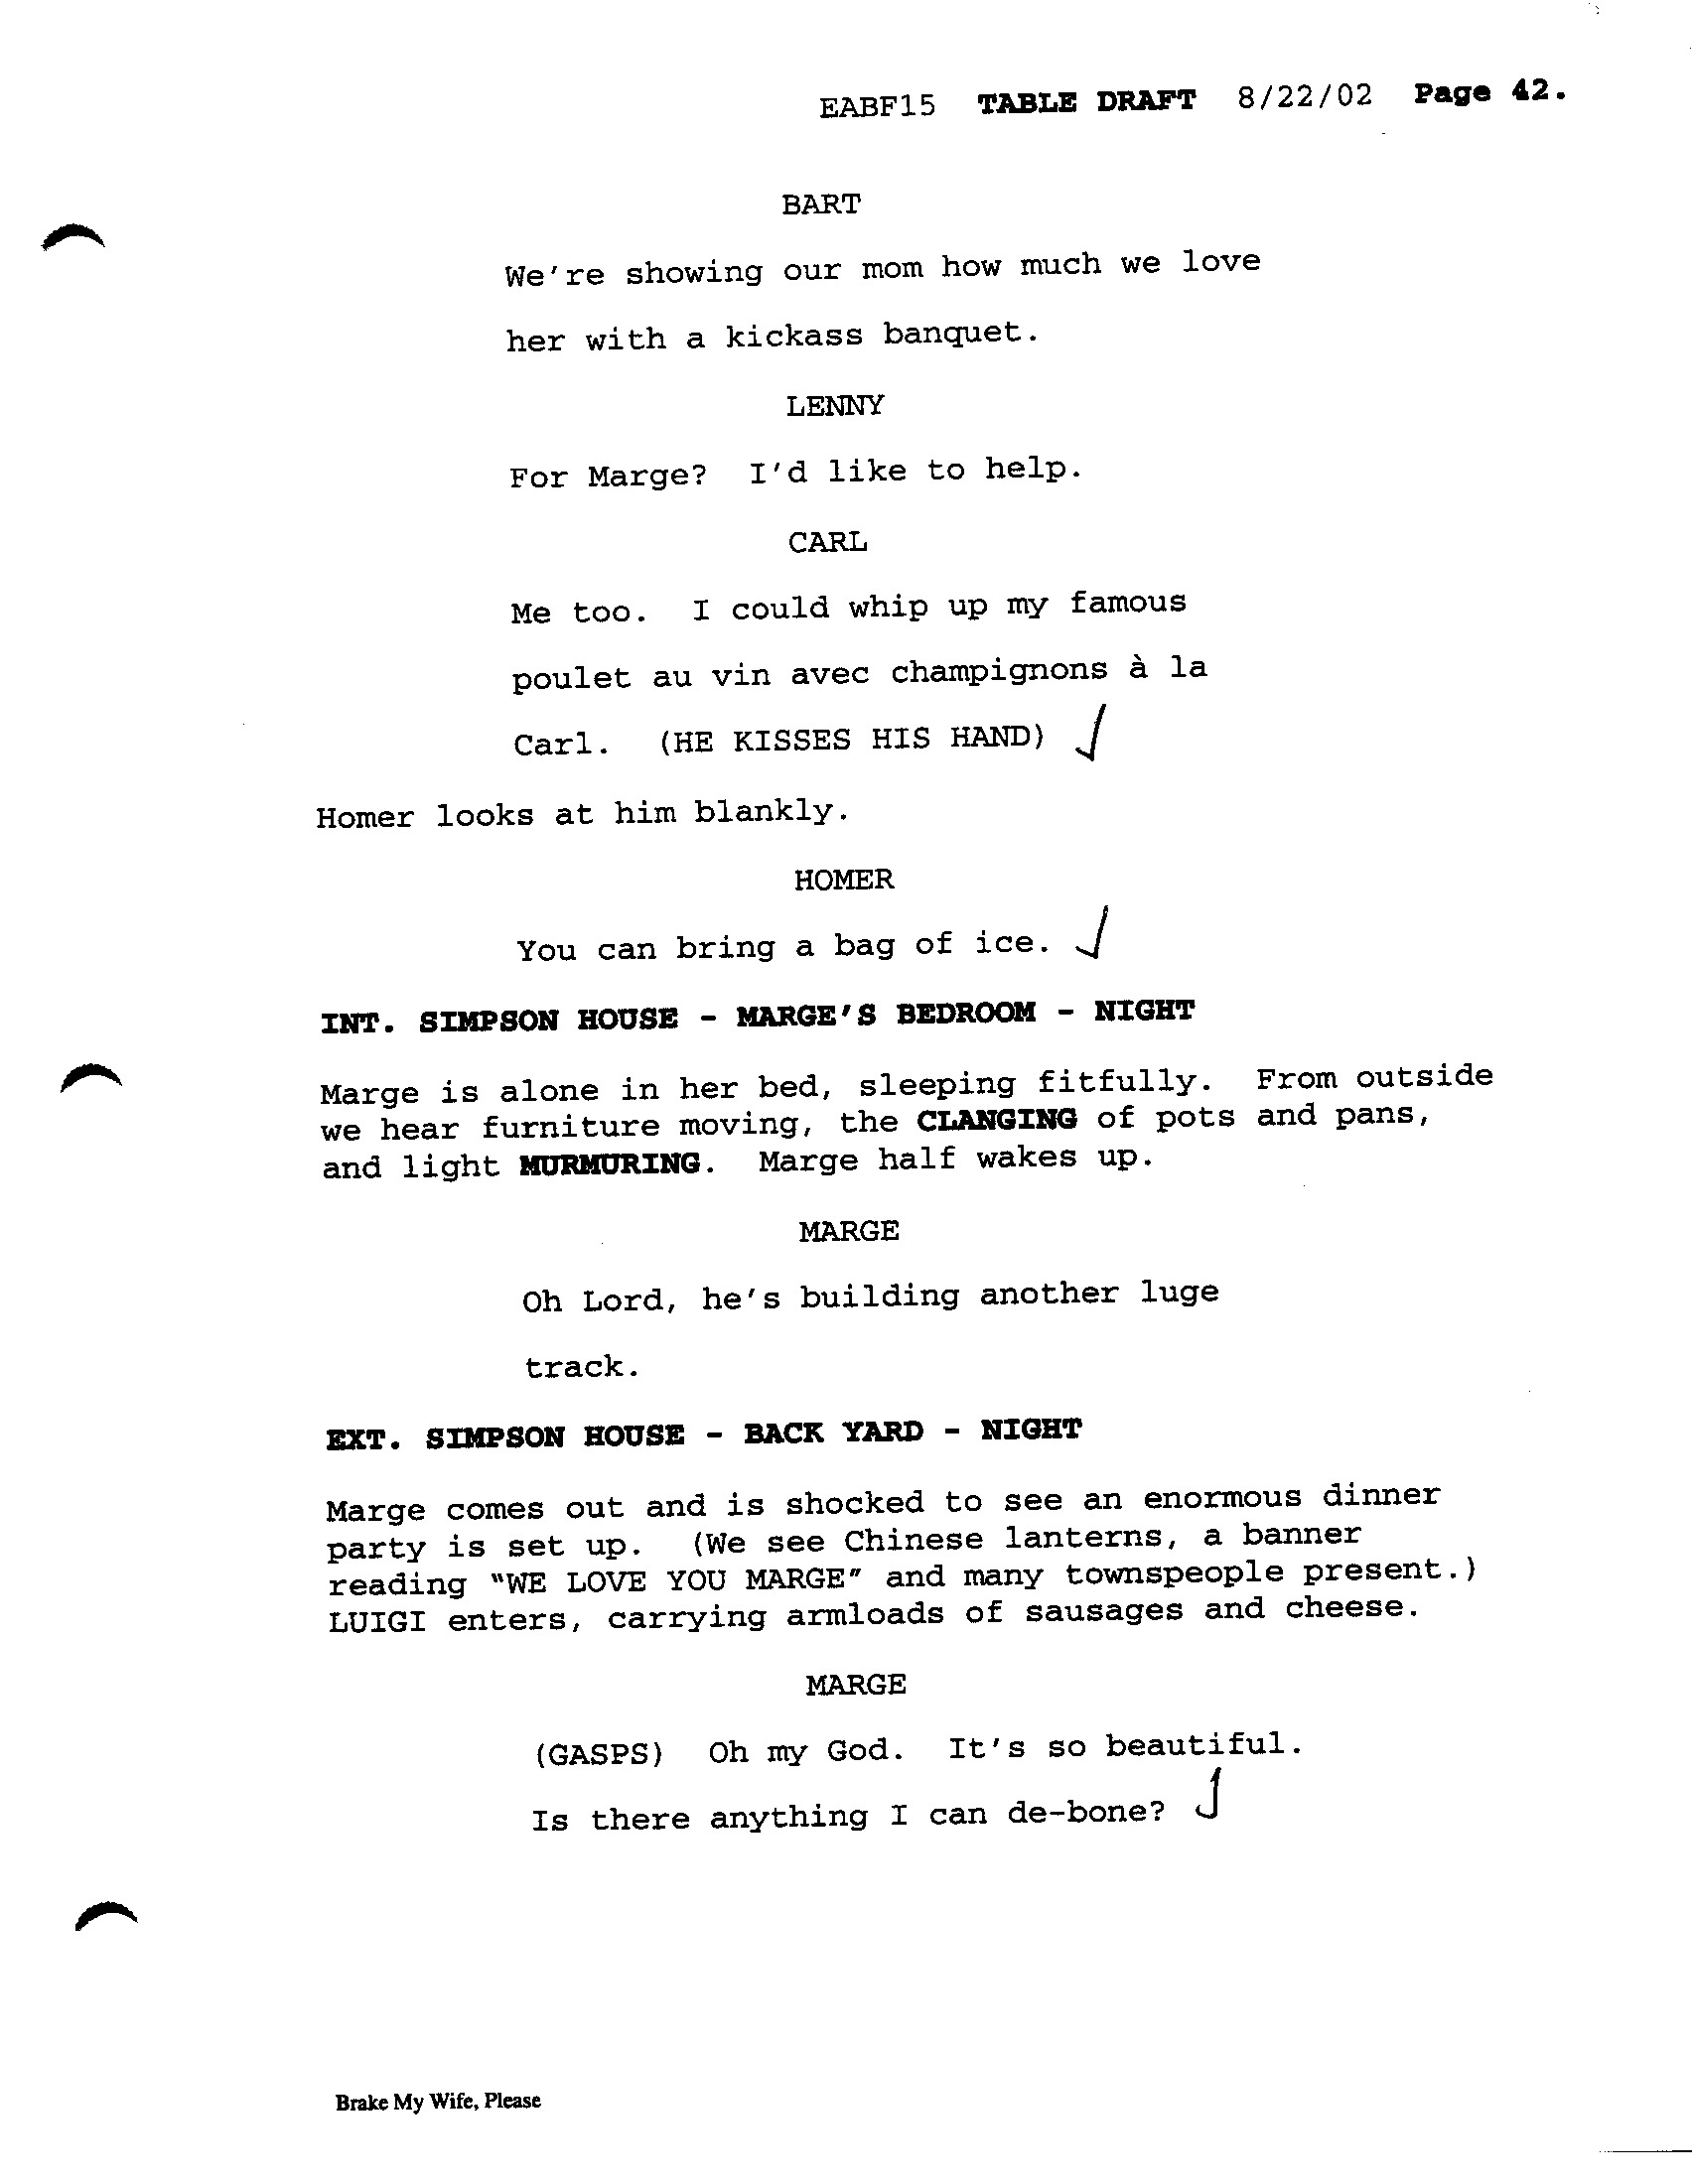 EABF15 TABLE DRAFT 8/22/02 Page 42.
BART
We're showing our mom how much we love
her with a kickass banquet.
LENNY
For Marge? I'd like to help.
CARL
Me too. I could whip up my famous
poulet au vin avec champignons à la
Carl. (HE KISSES HIS HAND)
Homer looks at him blankly.
HOMER
You can bring a bag of ice.
INT. SIMPSON HOUSE - MARGE'S BEDROOM - NIGHT
Marge is alone in her bed, sleeping fitfully. From outside
we hear furniture moving, the CLANGING of pots and pans,
and light MURMURING. Marge half wakes up.
MARGE
Oh Lord, he's building another luge
track.
EXT. SIMPSON HOUSE - BACK YARD - NIGHT
Marge comes out and is shocked to see an enormous dinner
party is set up. (We see Chinese lanterns, a banner
reading "WE LOVE YOU MARGE" and many townspeople present.)
LUIGI enters, carrying armloads of sausages and cheese.
MARGE
(GASPS) Oh my God. It's so beautiful.
Is there anything I can de-bone?
Brake My Wife, Please